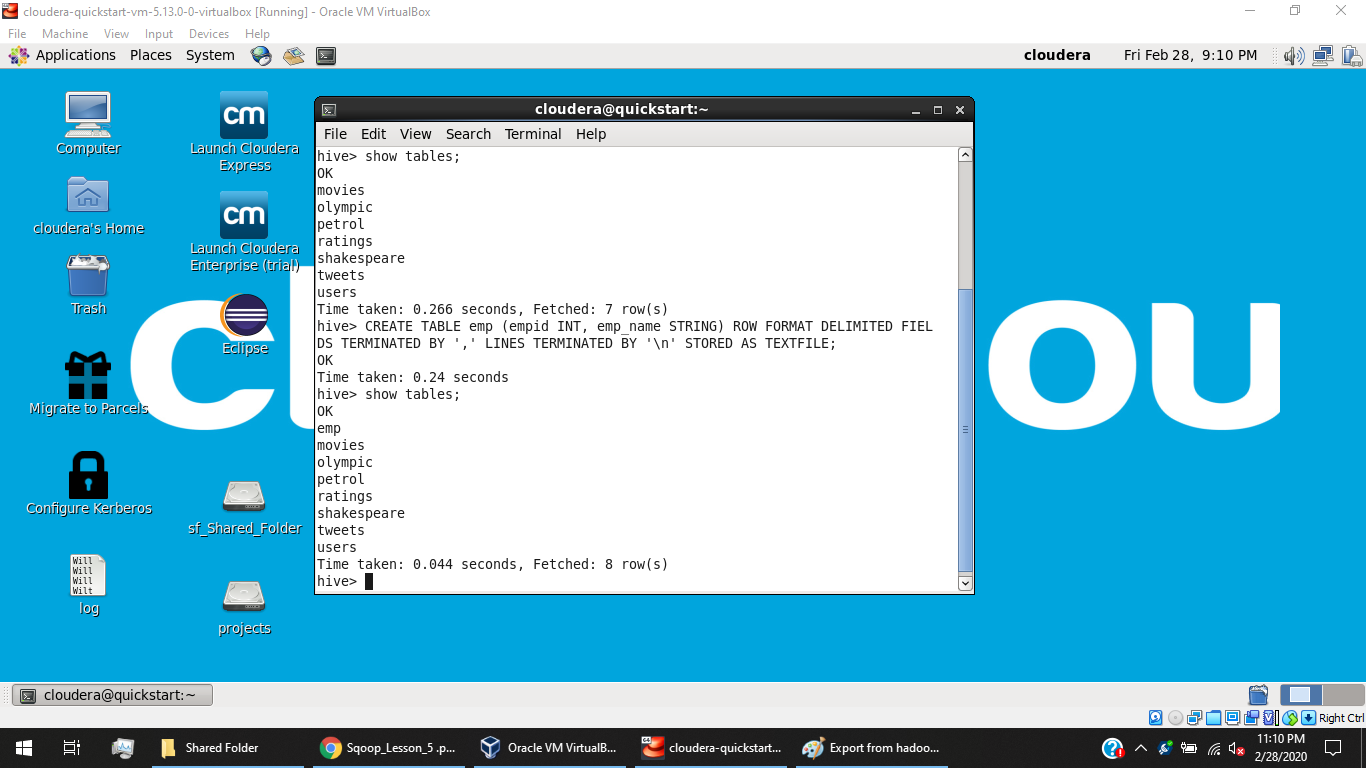 cloudera-quickstart-vm-5.13.0-0-virtualbox [Running] - Oracle VM VirtualBox
File Machine View Input Devices Help
Applications Places System cloudera Fri Feb 28, 9:10 PM
Computer
cloudera's Home
Trash
Migrate to Parcels
Configure Kerberos
Will
Will
Will
Wilt
log
cm
Launch Cloudera
Express
cm
Launch Cloudera
Enterprise (trial)
Eclipse
sf_Shared_Folder
projects
cl
ou
cloudera@quickstart:~
File Edit View Search Terminal Help
hive> show tables;
OK
movies
olympic
petrol
ratings
shakespeare
tweets
users
Time taken: 0.266 seconds, Fetched: 7 row(s)
hive> CREATE TABLE emp (empid INT, emp_name STRING) ROW FORMAT DELIMITED FIEL
DS TERMINATED BY ',' LINES TERMINATED BY '\n' STORED AS TEXTFILE;
OK
Time taken: 0.24 seconds
hive> show tables;
OK
emp
movies
olympic
petrol
ratings
shakespeare
tweets
users
Time taken: 0.044 seconds, Fetched: 8 row(s)
hive>
cloudera@quickstart:~
Right Ctrl
Shared Folder
Sqoop_Lesson_5 .p...
Oracle VM VirtualB...
cloudera-quickstart...
Export from hadoo...
11:10 PM
2/28/2020